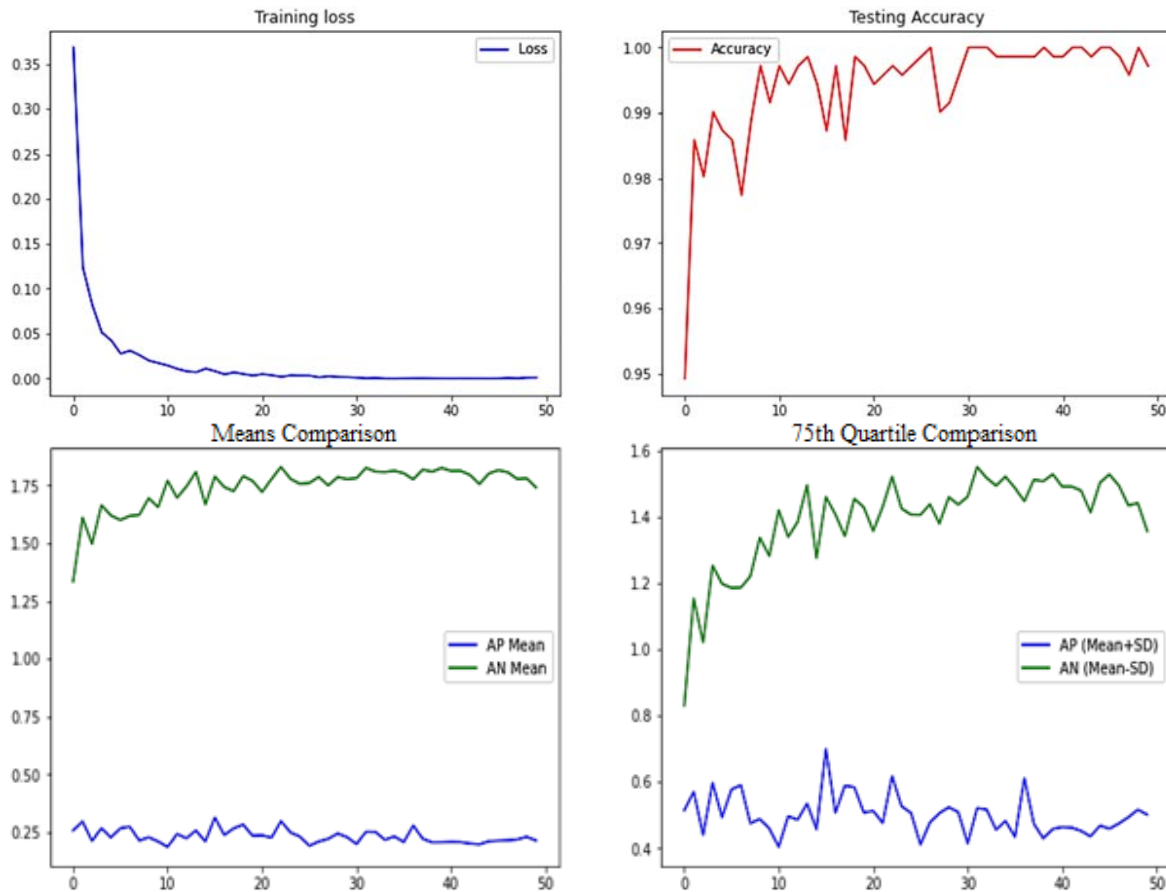 Training loss
Loss
0.35
0.30
0.25
0.20
0.15
0.10
0.05
0.00
0 10 20 30 40 50
Testing Accuracy
Accuracy
1.00
0.99
0.98
0.97
0.96
0.95
0 10 20 30 40 50
Means Comparison
1.75
1.50
1.25
1.00
0.75
0.50
0.25
AP Mean
AN Mean
0 10 20 30 40 50
75th Quartile Comparison
1.6
1.4
1.2
1.0
0.8
0.6
0.4
AP (Mean+SD)
AN (Mean-SD)
0 10 20 30 40 50